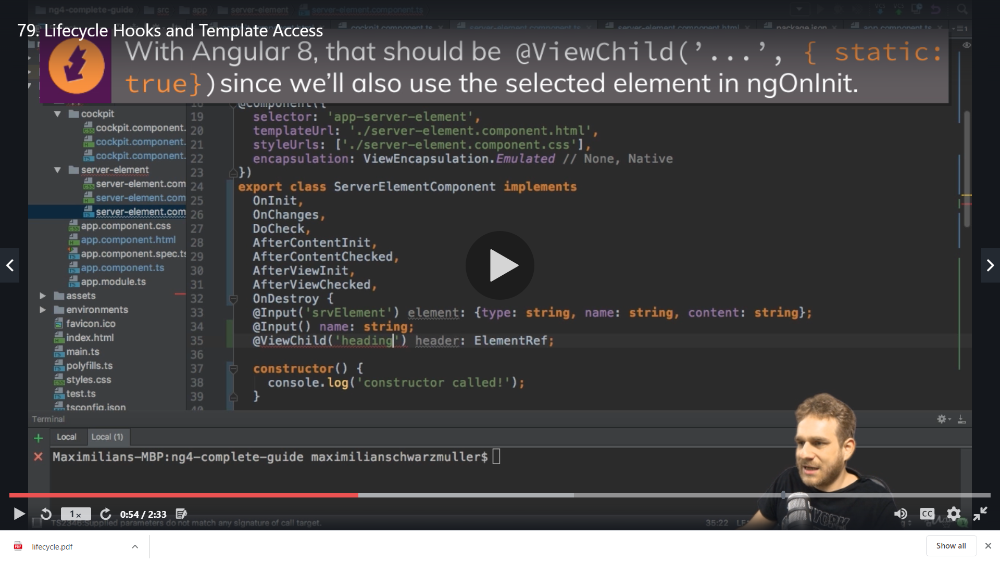 ng4-complete-guide src app server-element server-element.component.ts
79. Lifecycle Hooks and Template Access
cockpit.component.ts server-element.component.ts server-element.component.html package.json app.component.ts
With Angular 8, that should be @ViewChild('...', { static:
true})since we'll also use the selected element in ngOnInit.
18 @Component({
cockpit
19 selector: 'app-server-element',
cockpit.component.
20 templateUrl: './server-element.component.html',
cockpit.component.
21 styleUrls: ['./server-element.component.css'],
cockpit.component.
22 encapsulation: ViewEncapsulation.Emulated // None, Native
server-element
23 })
server-element.com
24 export class ServerElementComponent implements
server-element.com
25 OnInit,
server-element.com
26 OnChanges,
app.component.css
27 DoCheck,
app.component.html
28 AfterContentInit,
app.component.spec.ts
29 AfterContentChecked,
app.component.ts
30 AfterViewInit,
app.module.ts
31 AfterViewChecked,
assets
32 OnDestroy {
environments
33 @Input('srvElement') element: {type: string, name: string, content: string};
favicon.ico
34 @Input() name: string;
index.html
35 @ViewChild('heading') header: ElementRef;
main.ts
36
polyfills.ts
37 constructor() {
styles.css
38 console.log('constructor called!');
test.ts
39 }
tsconfig.json
40
Terminal
Local Local (1)
Maximilians-MBP:ng4-complete-guide maximilianschwarzmuller$
1x 0:54 / 2:33 CC
TS2346:Supplied parameters do not match any signature of call target. 35:22
YORK
lifecycle.pdf Show all